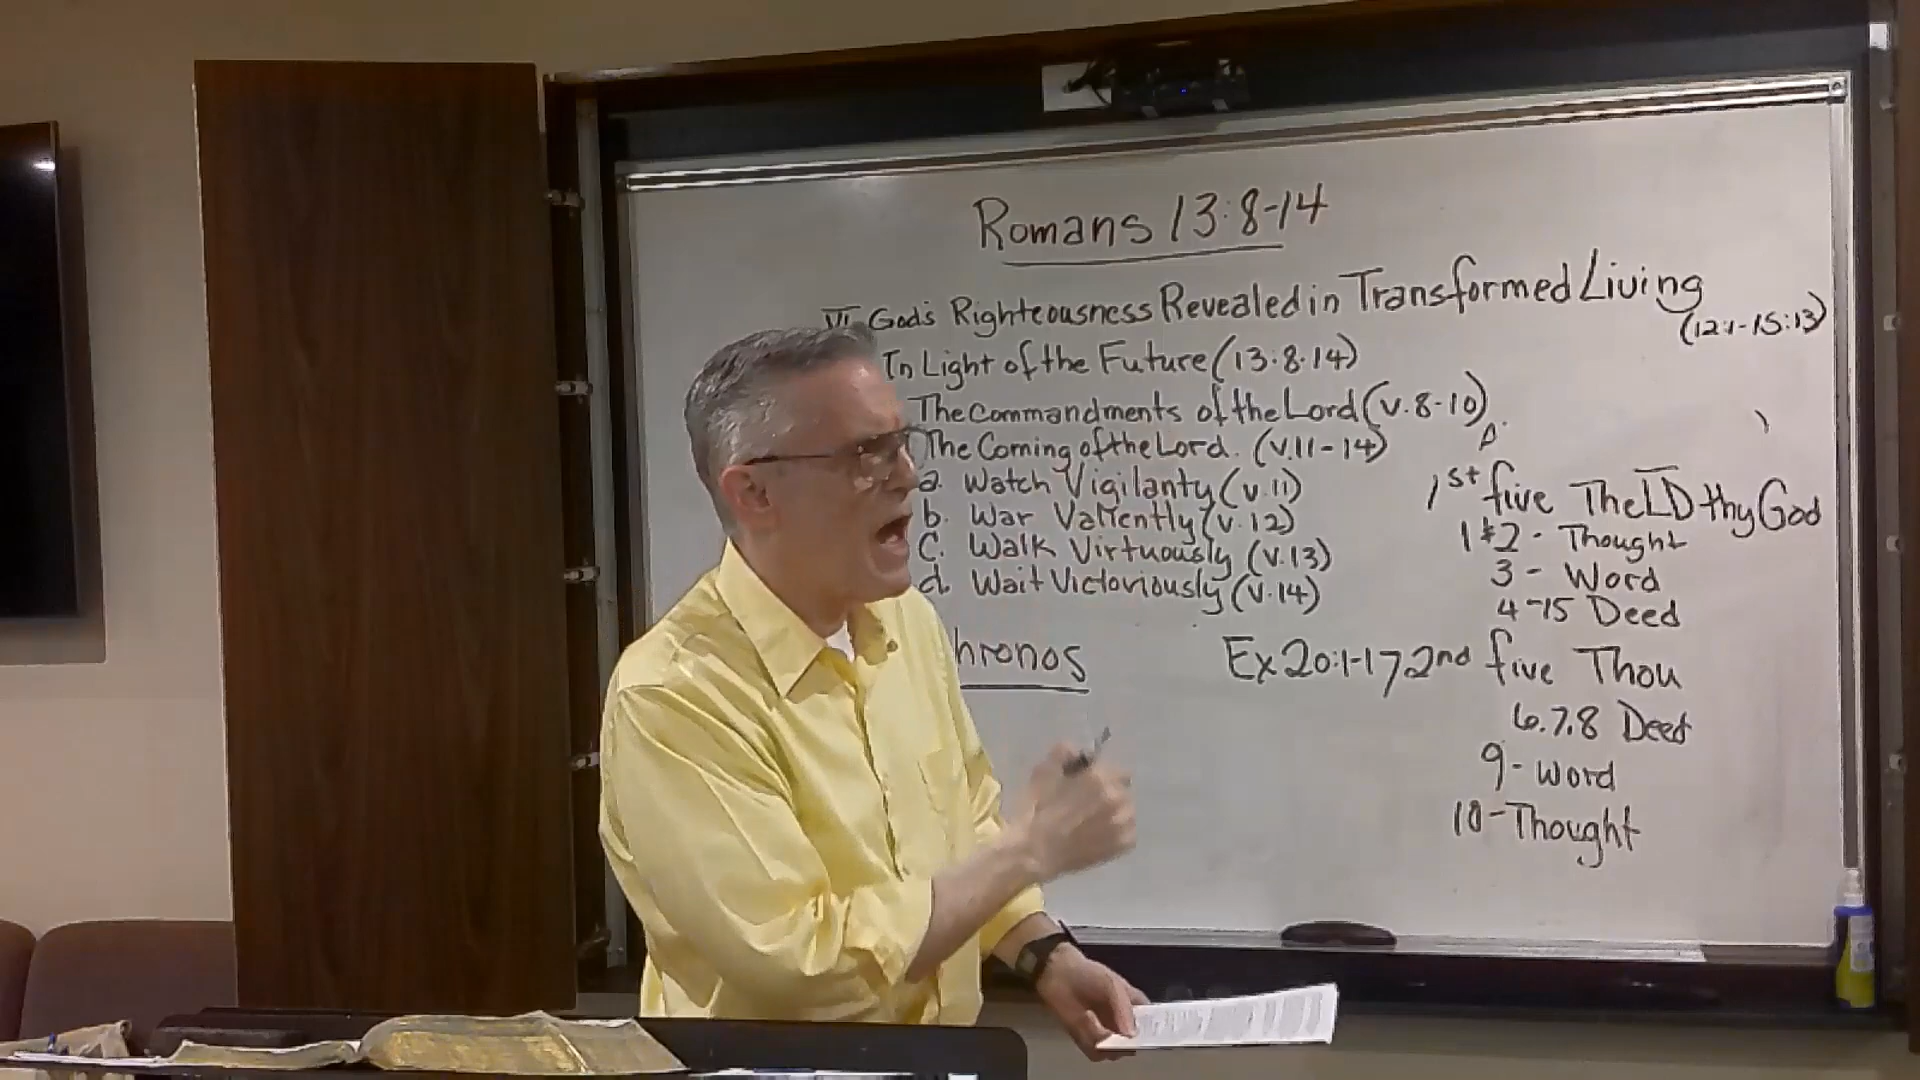 Romans 13:8-14
VI God's Righteousness Revealed in Transformed Living
(12:1-15:13)
In Light of the Future (13:8-14)
The Commandments of the Lord (v.8-10)
The Coming of the Lord. (v.11-14)
a. Watch Vigilanty (v.11)
b. War Valiently (v.12)
C. Walk Virtuously (v.13)
d. Wait Victoriously (v.14)
hronos
1st five The LD thy God
1 & 2 - Thought
3 - Word
4-15 Deed
Ex 20:1-17 2nd five Thou
6.7.8 Deed
9 - Word
10 - Thought